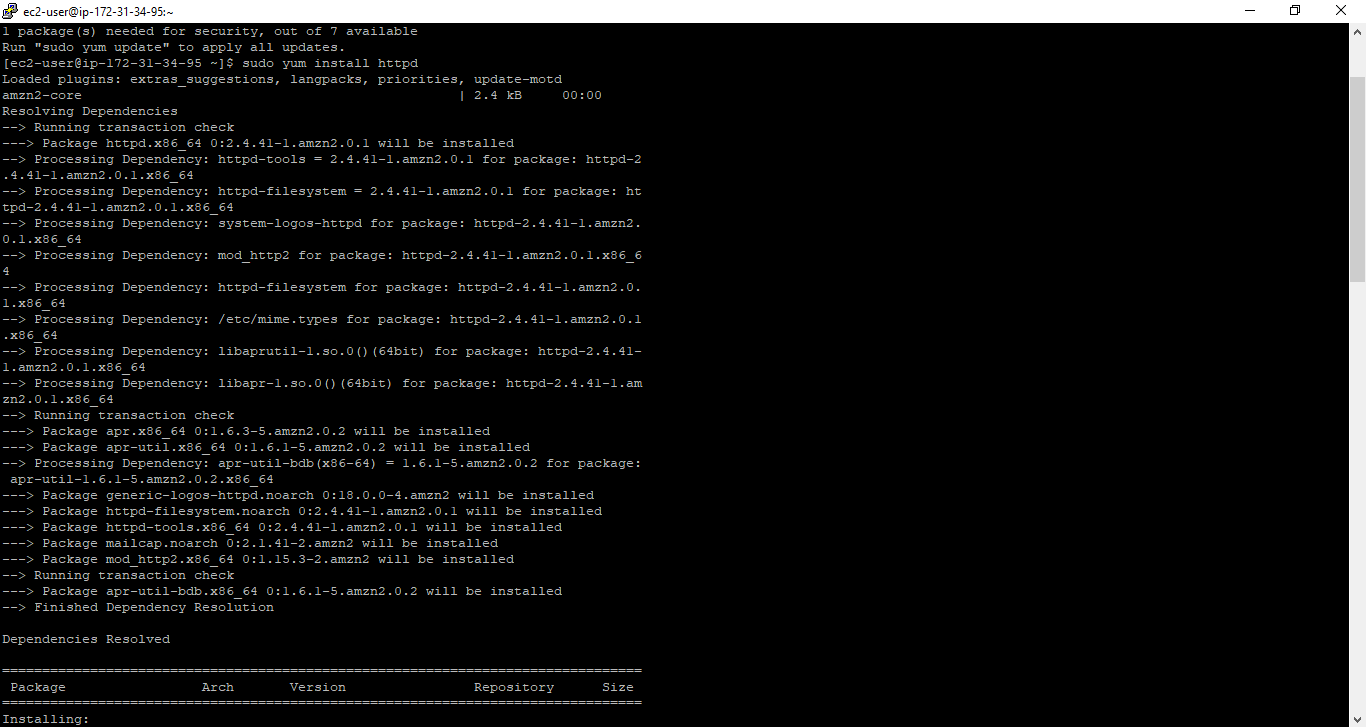 ec2-user@ip-172-31-34-95:~
1 package(s) needed for security, out of 7 available
Run "sudo yum update" to apply all updates.
[ec2-user@ip-172-31-34-95 ~]$ sudo yum install httpd
Loaded plugins: extras_suggestions, langpacks, priorities, update-motd
amzn2-core                                               | 2.4 kB     00:00
Resolving Dependencies
--> Running transaction check
---> Package httpd.x86_64 0:2.4.41-1.amzn2.0.1 will be installed
--> Processing Dependency: httpd-tools = 2.4.41-1.amzn2.0.1 for package: httpd-2
.4.41-1.amzn2.0.1.x86_64
--> Processing Dependency: httpd-filesystem = 2.4.41-1.amzn2.0.1 for package: ht
tpd-2.4.41-1.amzn2.0.1.x86_64
--> Processing Dependency: system-logos-httpd for package: httpd-2.4.41-1.amzn2.
0.1.x86_64
--> Processing Dependency: mod_http2 for package: httpd-2.4.41-1.amzn2.0.1.x86_6
4
--> Processing Dependency: httpd-filesystem for package: httpd-2.4.41-1.amzn2.0.
1.x86_64
--> Processing Dependency: /etc/mime.types for package: httpd-2.4.41-1.amzn2.0.1
.x86_64
--> Processing Dependency: libaprutil-1.so.0()(64bit) for package: httpd-2.4.41-
1.amzn2.0.1.x86_64
--> Processing Dependency: libapr-1.so.0()(64bit) for package: httpd-2.4.41-1.am
zn2.0.1.x86_64
--> Running transaction check
---> Package apr.x86_64 0:1.6.3-5.amzn2.0.2 will be installed
---> Package apr-util.x86_64 0:1.6.1-5.amzn2.0.2 will be installed
--> Processing Dependency: apr-util-bdb(x86-64) = 1.6.1-5.amzn2.0.2 for package:
 apr-util-1.6.1-5.amzn2.0.2.x86_64
---> Package generic-logos-httpd.noarch 0:18.0.0-4.amzn2 will be installed
---> Package httpd-filesystem.noarch 0:2.4.41-1.amzn2.0.1 will be installed
---> Package httpd-tools.x86_64 0:2.4.41-1.amzn2.0.1 will be installed
---> Package mailcap.noarch 0:2.1.41-2.amzn2 will be installed
---> Package mod_http2.x86_64 0:1.15.3-2.amzn2 will be installed
--> Running transaction check
---> Package apr-util-bdb.x86_64 0:1.6.1-5.amzn2.0.2 will be installed
--> Finished Dependency Resolution

Dependencies Resolved

================================================================================
 Package                 Arch       Version                Repository      Size
================================================================================
Installing: